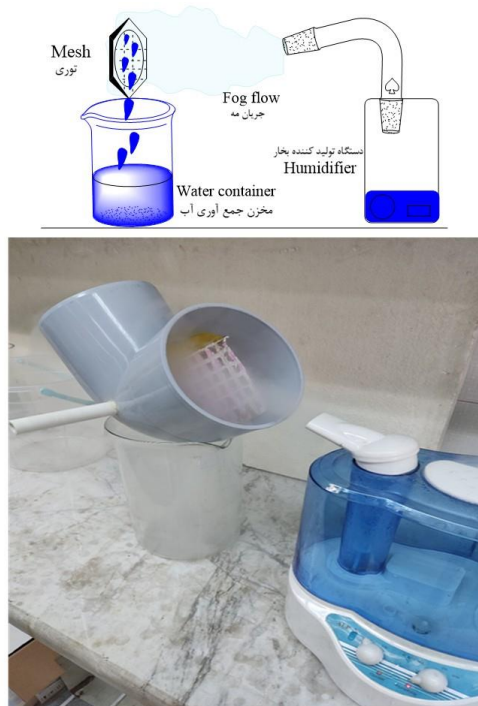 Mesh
توری
Fog flow
جریان مه
دستگاه تولید کننده بخار
Humidifier
Water container
مخزن جمع آوری آب